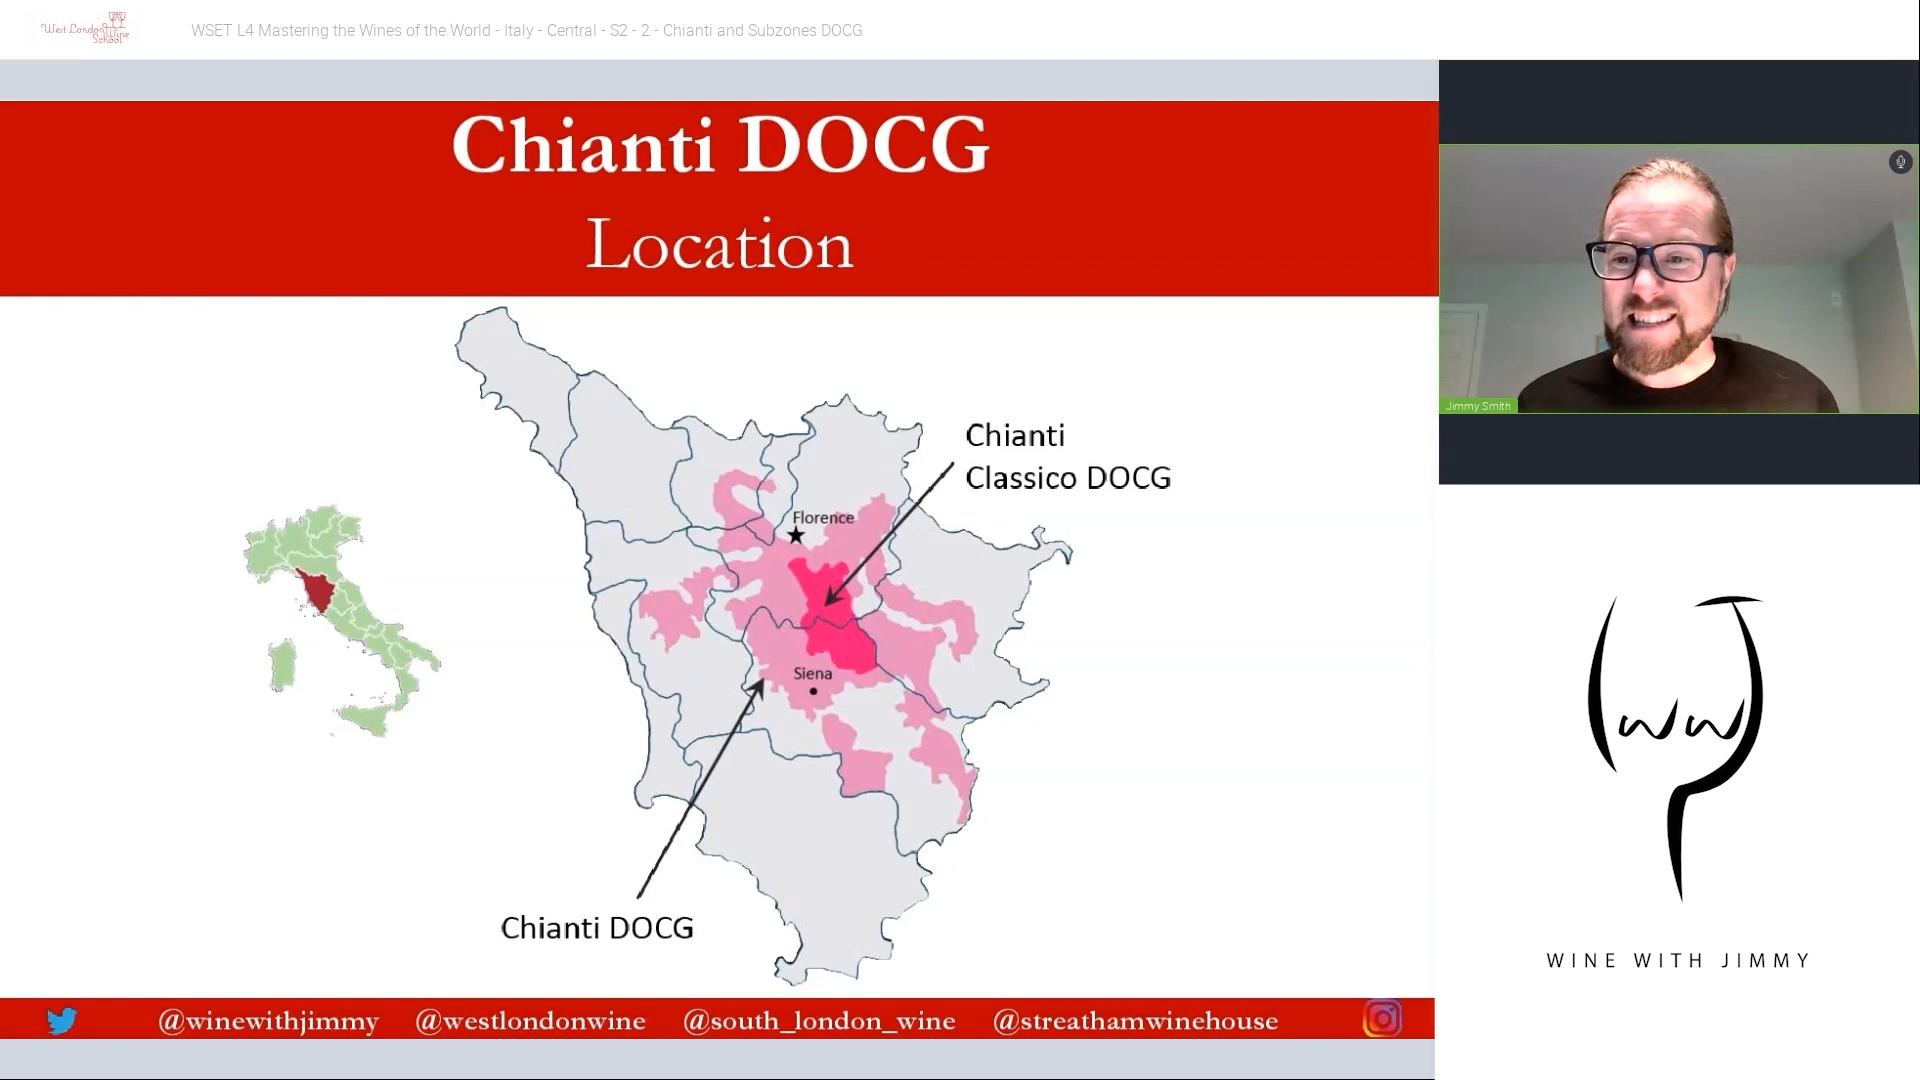 West London Wine
School
WSET L4 Mastering the Wines of the World - Italy - Central - S2 - 2 - Chianti and Subzones DOCG
Chianti DOCG
Location
Chianti
Classico DOCG
Florence
Siena
Chianti DOCG
@winewithjimmy @westlondonwine @south_london_wine @streathamwinehouse
Jimmy Smith
WINE WITH JIMMY